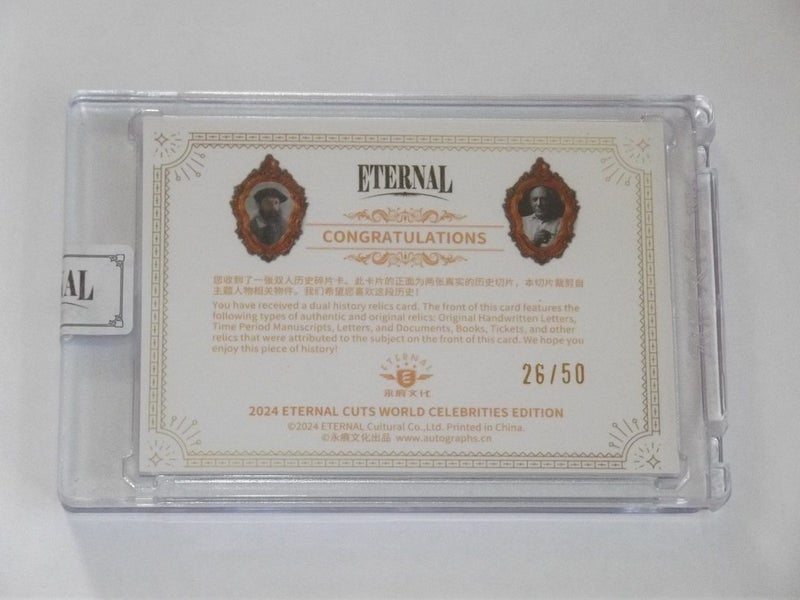 ETERNAL
CONGRATULATIONS
您收到了一张双人历史碎片卡。此卡片的正面为两张真实的历史切片，本切片裁剪自
主题人物相关物件。我们希望您喜欢这段历史！
You have received a dual history relics card. The front of this card features the
following types of authentic and original relics: Original Handwritten Letters,
Time Period Manuscripts, Letters, and Documents, Books, Tickets, and other
relics that were attributed to the subject on the front of this card. We hope you
enjoy this piece of history!
AL
ETERNAL
E
永痕文化
26/50
2024 ETERNAL CUTS WORLD CELEBRITIES EDITION
©2024 ETERNAL Cultural Co.,Ltd. Printed in China.
©永痕文化出品 www.autographs.cn